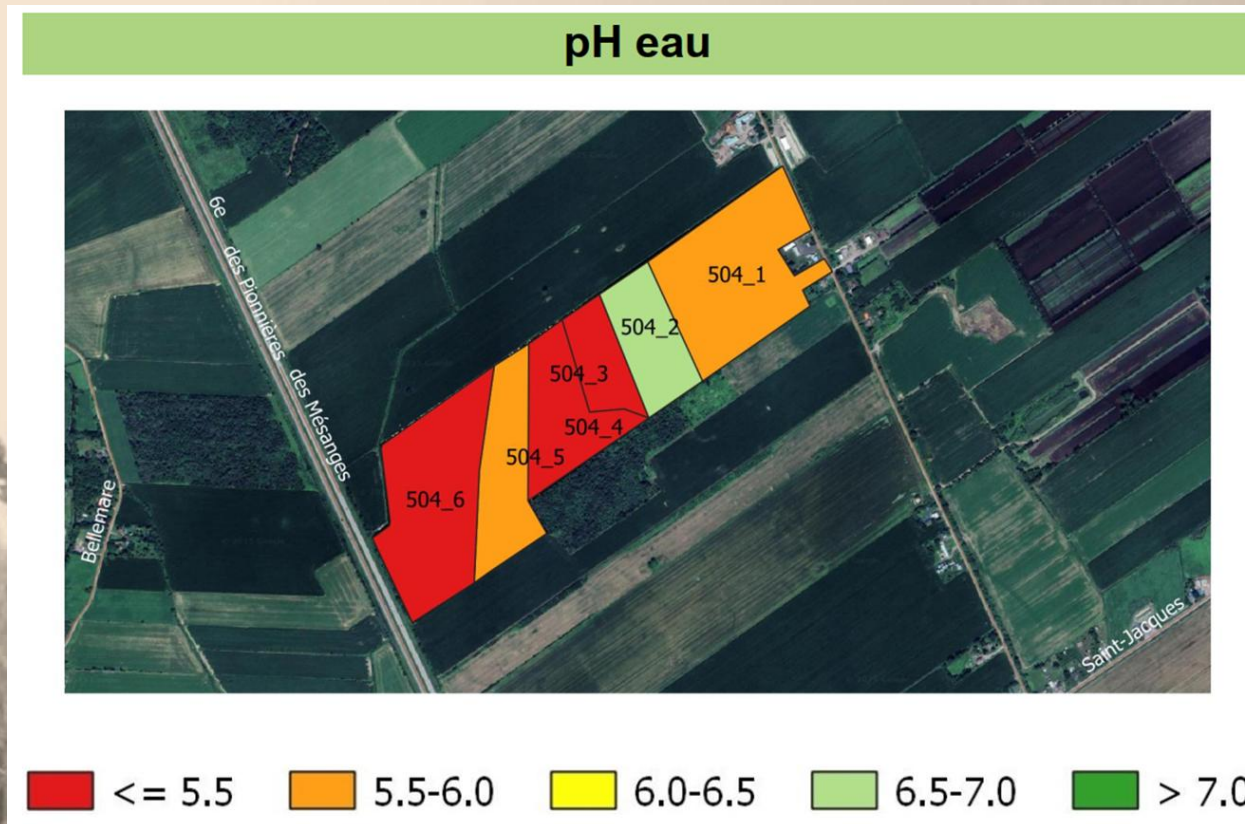 pH eau
6e
des Pionnières
des Mésanges
Bellemare
Saint-Jacques
504_1
504_2
504_3
504_4
504_5
504_6
<= 5.5
5.5-6.0
6.0-6.5
6.5-7.0
> 7.0